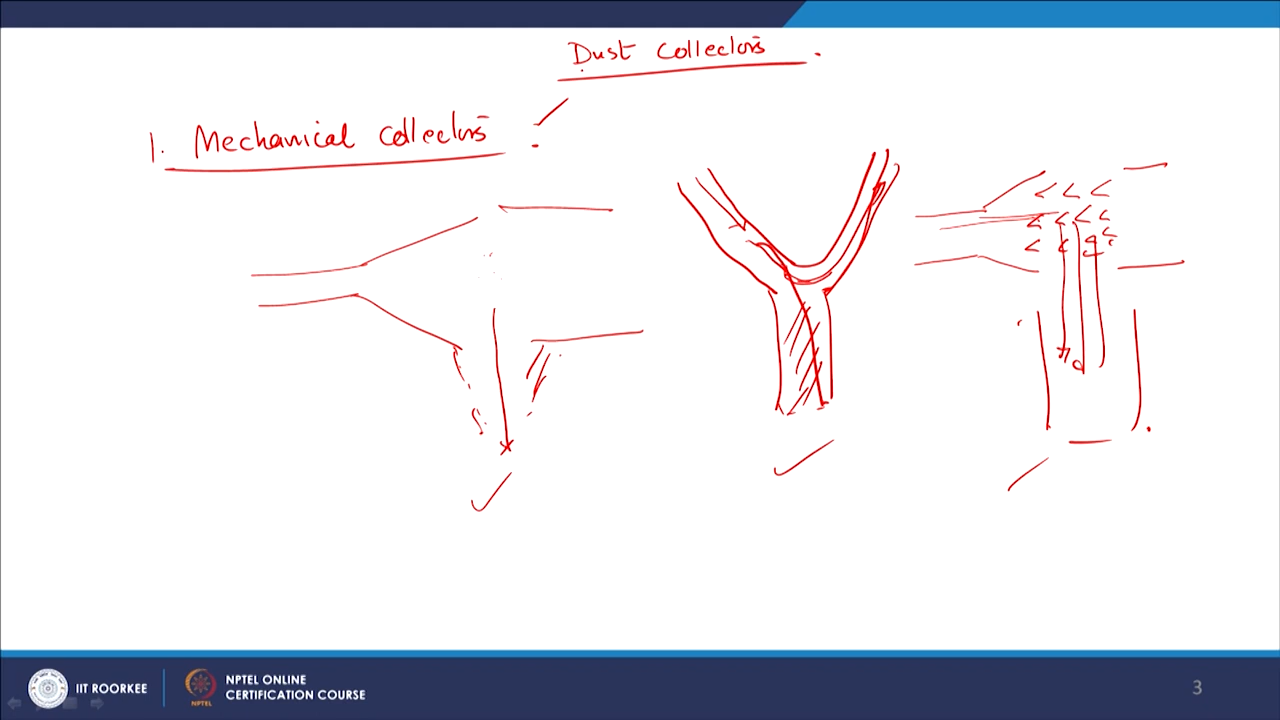 Dust Collectors.
1. Mechanical Collectors
IIT ROORKEE
NPTEL
NPTEL ONLINE
CERTIFICATION COURSE
3